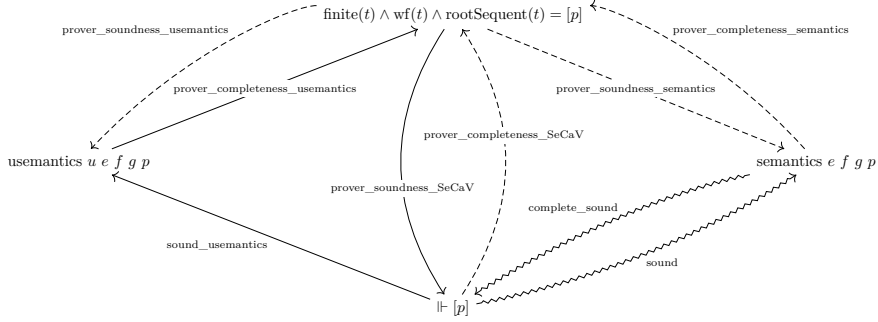 finite(t) ∧ wf(t) ∧ rootSequent(t) = [p]
prover_soundness_usemantics
prover_completeness_semantics
prover_completeness_usemantics
prover_soundness_semantics
prover_completeness_SeCaV
usemantics u e f g p
semantics e f g p
prover_soundness_SeCaV
complete_sound
sound_usemantics
sound
⊩ [p]